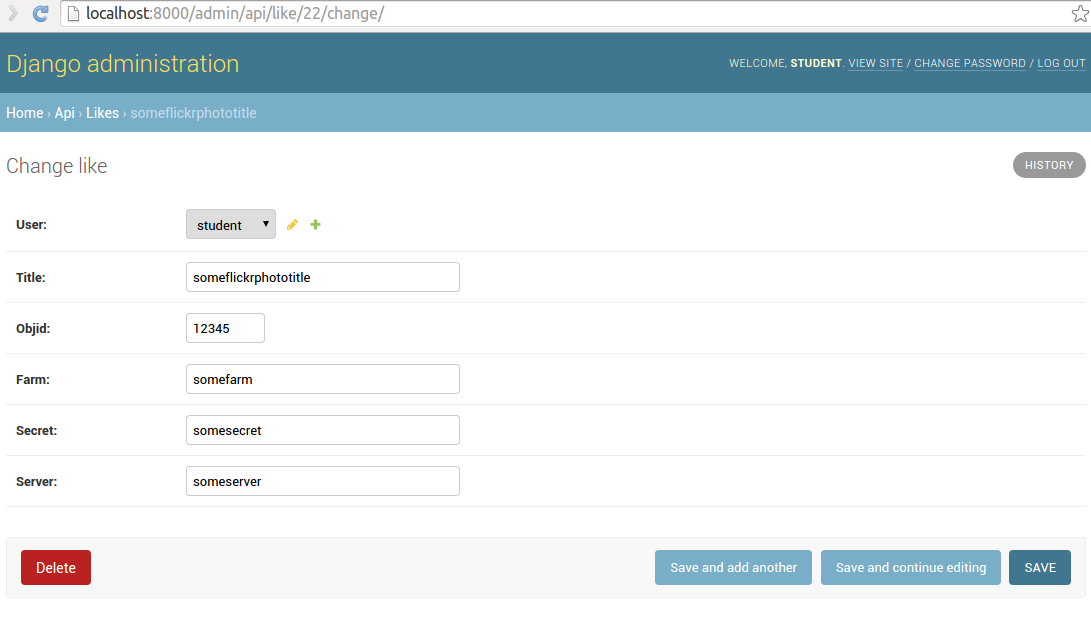 localhost:8000/admin/api/like/22/change/
Django administration
WELCOME, STUDENT. VIEW SITE / CHANGE PASSWORD / LOG OUT
Home › Api › Likes › someflickrphototitle
Change like
HISTORY
User: student
Title: someflickrphototitle
Objid: 12345
Farm: somefarm
Secret: somesecret
Server: someserver
Delete Save and add another Save and continue editing SAVE